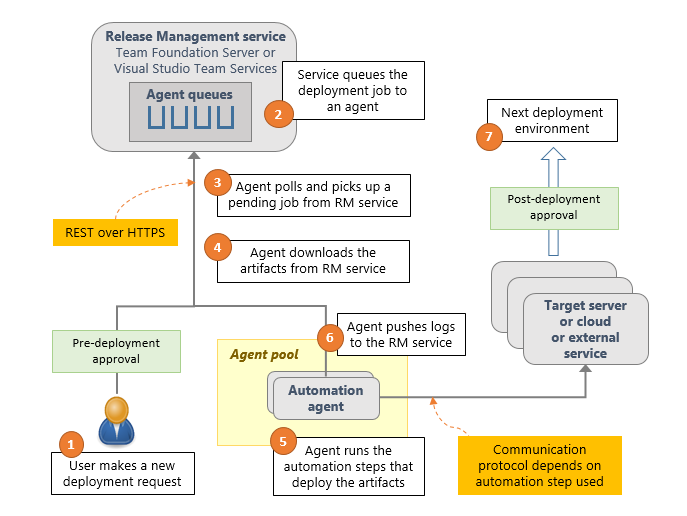 Release Management service
Team Foundation Server or
Visual Studio Team Services
Agent queues
2
Service queues the
deployment job to
an agent
7
Next deployment
environment
3
Agent polls and picks up a
pending job from RM service
REST over HTTPS
Post-deployment
approval
4
Agent downloads the
artifacts from RM service
Target server
or cloud
or external
service
6
Agent pushes logs
to the RM service
Pre-deployment
approval
Agent pool
Automation
agent
1
User makes a new
deployment request
5
Agent runs the
automation steps that
deploy the artifacts
Communication
protocol depends on
automation step used